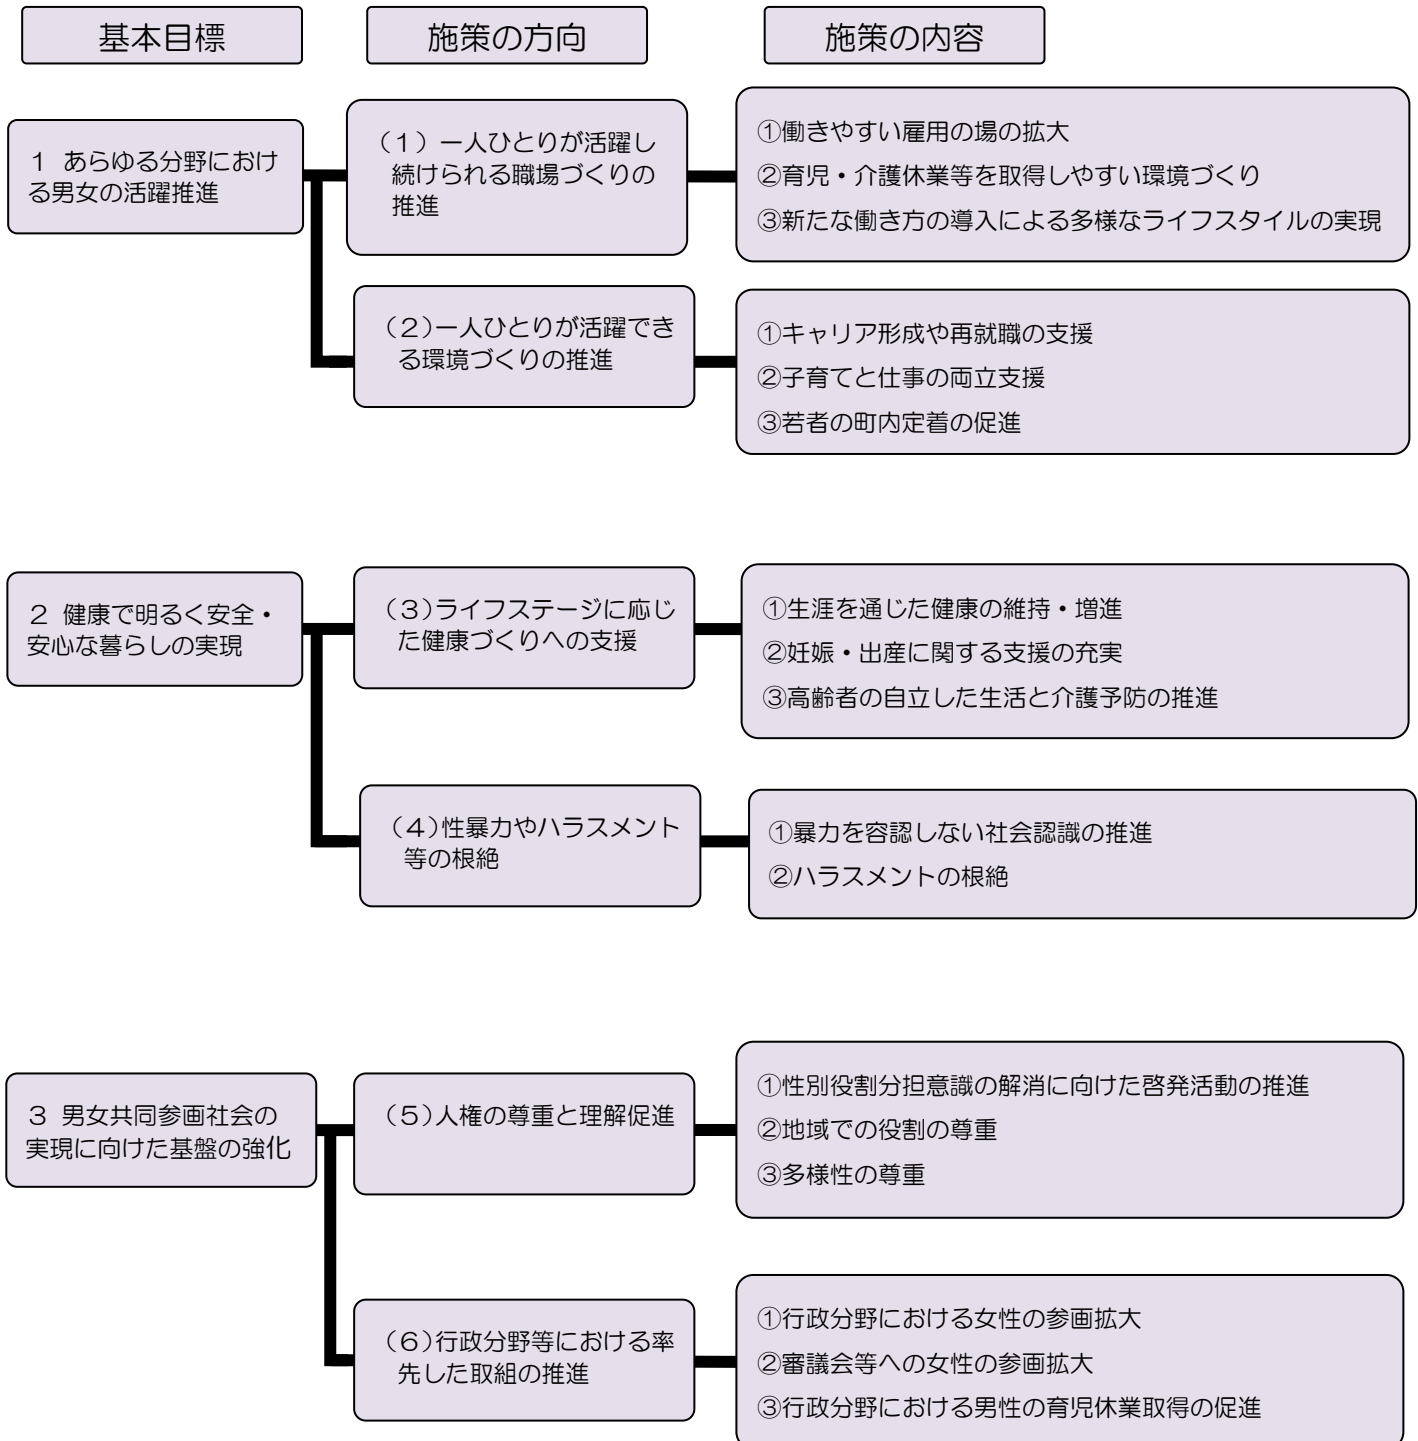 基本目標
施策の方向
施策の内容
1 あらゆる分野におけ
る男女の活躍推進
（1）一人ひとりが活躍し
続けられる職場づくりの
推進
①働きやすい雇用の場の拡大
②育児・介護休業等を取得しやすい環境づくり
③新たな働き方の導入による多様なライフスタイルの実現
（2）一人ひとりが活躍でき
る環境づくりの推進
①キャリア形成や再就職の支援
②子育てと仕事の両立支援
③若者の町内定着の促進
2 健康で明るく安全・
安心な暮らしの実現
（3）ライフステージに応じ
た健康づくりへの支援
①生涯を通じた健康の維持・増進
②妊娠・出産に関する支援の充実
③高齢者の自立した生活と介護予防の推進
（4）性暴力やハラスメント
等の根絶
①暴力を容認しない社会認識の推進
②ハラスメントの根絶
3 男女共同参画社会の
実現に向けた基盤の強化
（5）人権の尊重と理解促進
①性別役割分担意識の解消に向けた啓発活動の推進
②地域での役割の尊重
③多様性の尊重
（6）行政分野等における率
先した取組の推進
①行政分野における女性の参画拡大
②審議会等への女性の参画拡大
③行政分野における男性の育児休業取得の促進